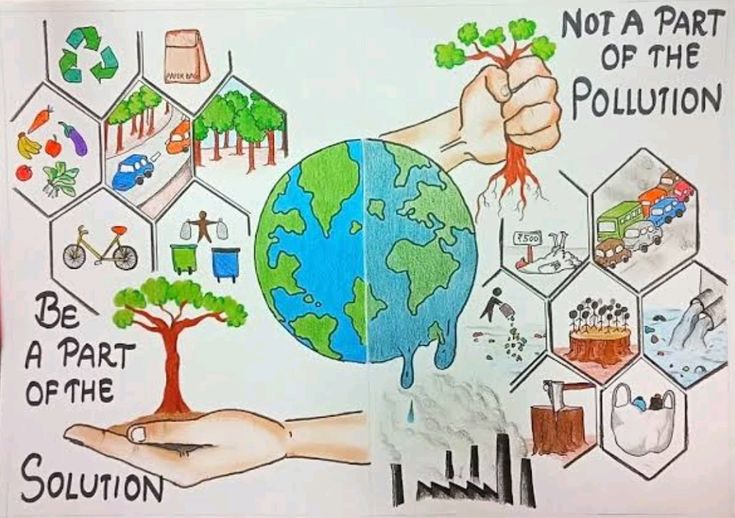 BE
A PART
OF THE
SOLUTION
NOT A PART
OF THE
POLLUTION
PAPER BAG
₹500